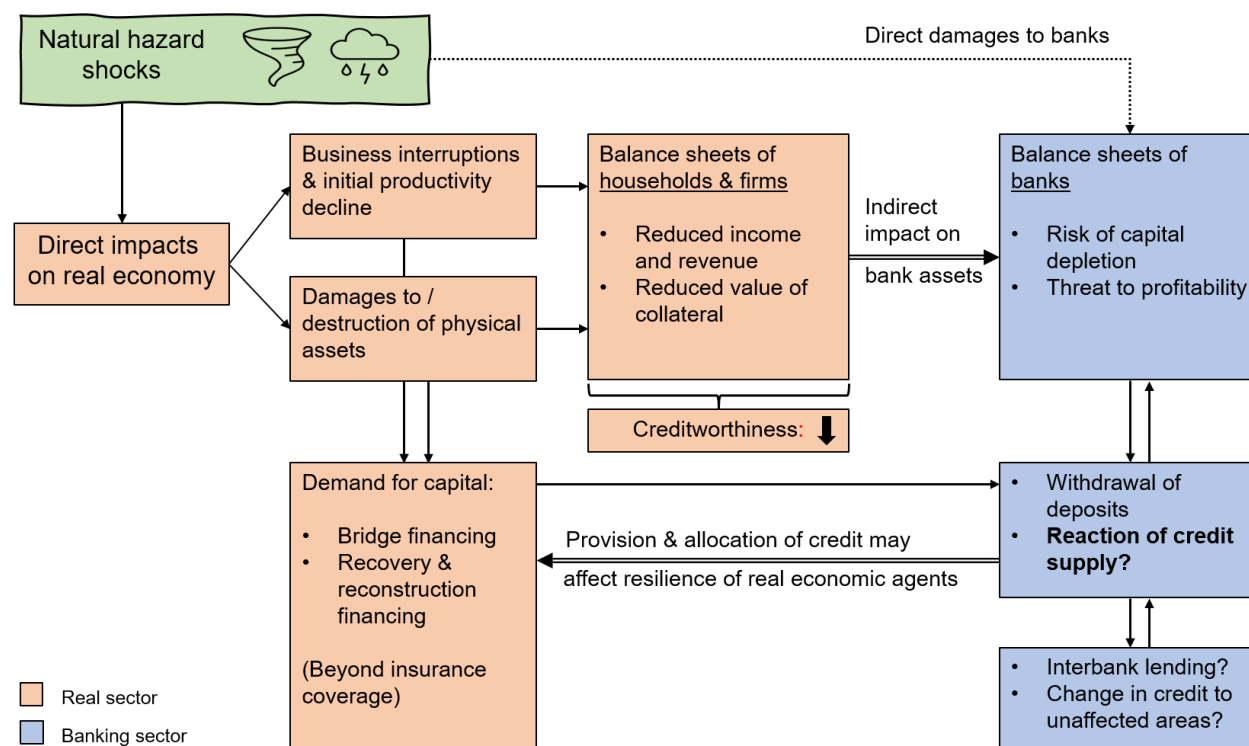 Natural hazard
shocks
Direct damages to banks
Direct impacts
on real economy
Business interruptions
& initial productivity
decline
Damages to /
destruction of physical
assets
Balance sheets of
households & firms
• Reduced income
and revenue
• Reduced value of
collateral
Creditworthiness:
Indirect
impact on
bank assets
Balance sheets of
banks
• Risk of capital
depletion
• Threat to profitability
Demand for capital:
• Bridge financing
• Recovery &
reconstruction
financing
(Beyond insurance
coverage)
Provision & allocation of credit may
affect resilience of real economic agents
• Withdrawal of
deposits
• Reaction of credit
supply?
• Interbank lending?
• Change in credit to
unaffected areas?
Real sector
Banking sector